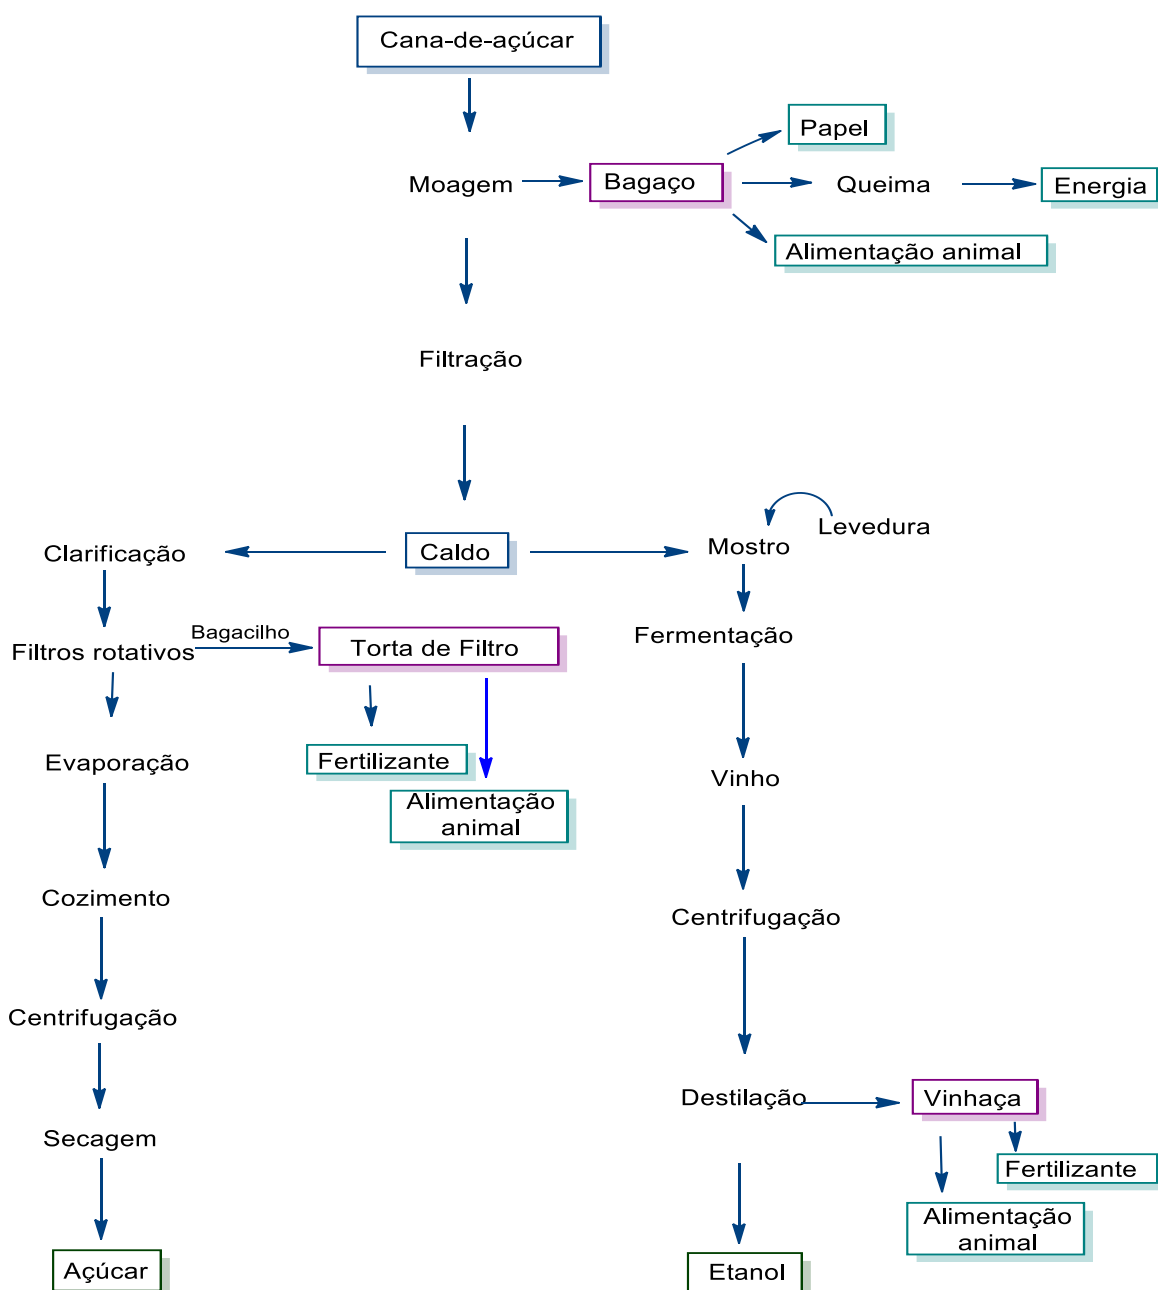 Cana-de-açúcar
Papel
Moagem
Bagaço
Queima
Energia
Alimentação animal
Filtração
Levedura
Clarificação
Caldo
Mostro
Bagacilho
Fermentação
Filtros rotativos
Torta de Filtro
Evaporação
Fertilizante
Vinho
Alimentação
animal
Cozimento
Centrifugação
Centrifugação
Destilação
Vinhaça
Secagem
Fertilizante
Alimentação
animal
Açúcar
Etanol